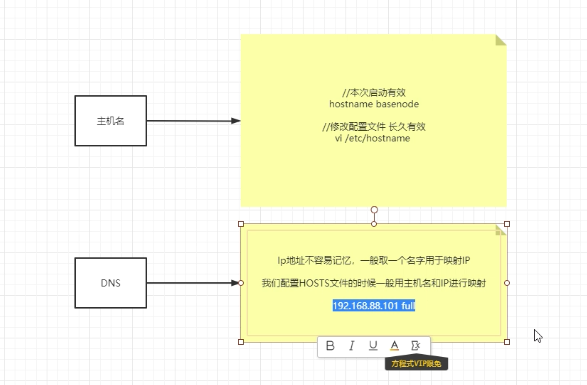 //本次启动有效
hostname basenode
主机名
//修改配置文件 长久有效
vi /etc/hostname
Ip地址不容易记忆，一般取一个名字用于映射IP
DNS
我们配置HOSTS文件的时候一般用主机名和IP进行映射
192.168.88.101 full
B I U A
方程式VIP限免